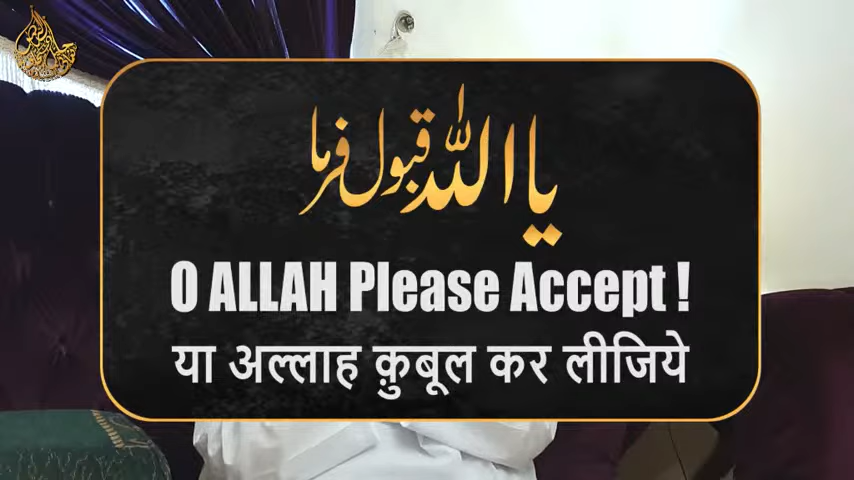 یا اللہ قبول فرما
O ALLAH Please Accept !
या अल्लाह क़ुबूल कर लीजिये